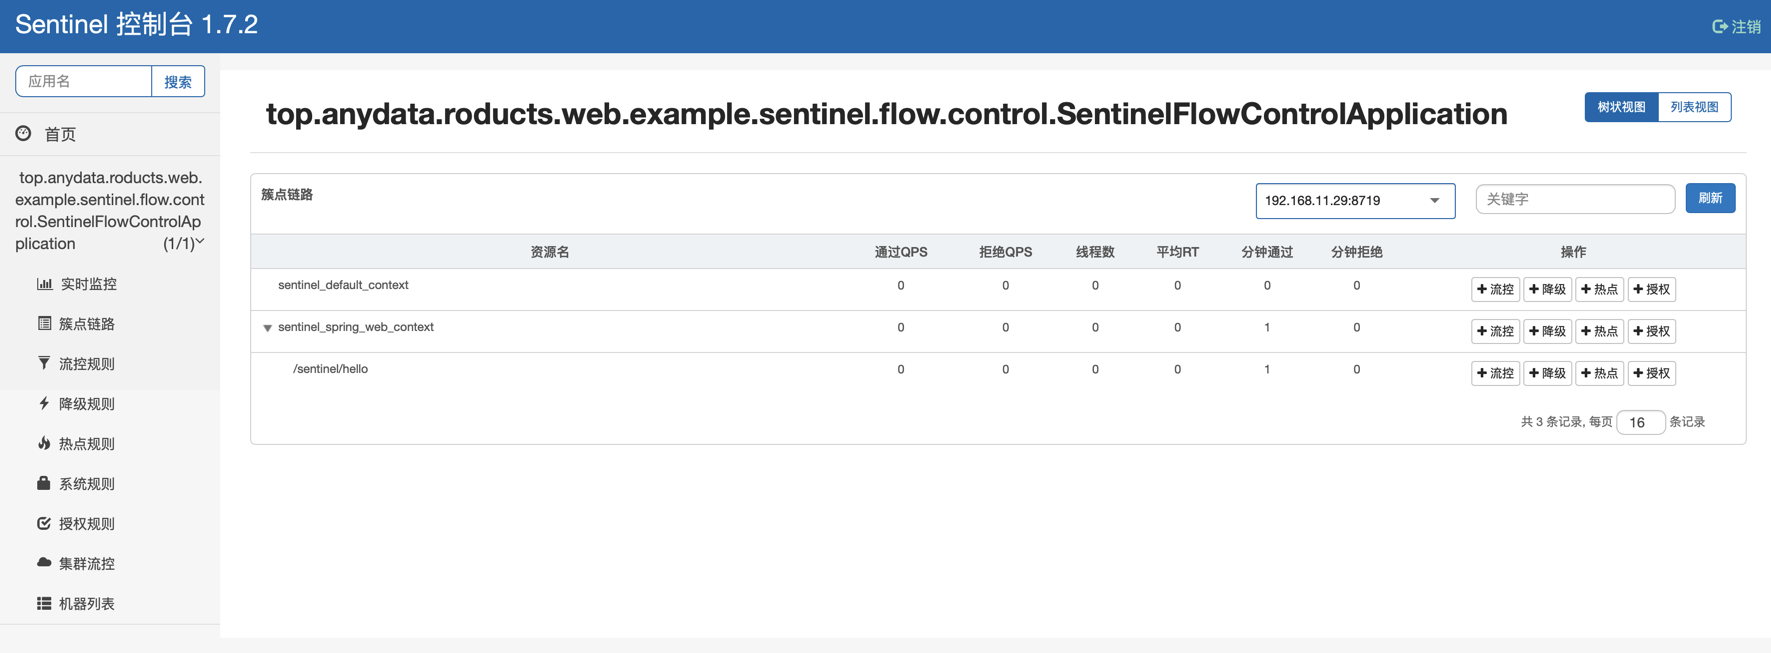 Sentinel 控制台 1.7.2
注销
应用名 搜索
首页
top.anydata.roducts.web.
example.sentinel.flow.cont
rol.SentinelFlowControlAp
plication (1/1)
实时监控
簇点链路
流控规则
降级规则
热点规则
系统规则
授权规则
集群流控
机器列表
top.anydata.roducts.web.example.sentinel.flow.control.SentinelFlowControlApplication
树状视图 列表视图
簇点链路 192.168.11.29:8719 关键字 刷新
资源名 通过QPS 拒绝QPS 线程数 平均RT 分钟通过 分钟拒绝 操作
sentinel_default_context 0 0 0 0 0 0 +流控 +降级 +热点 +授权
sentinel_spring_web_context 0 0 0 0 1 0 +流控 +降级 +热点 +授权
/sentinel/hello 0 0 0 0 1 0 +流控 +降级 +热点 +授权
共 3 条记录, 每页 16 条记录